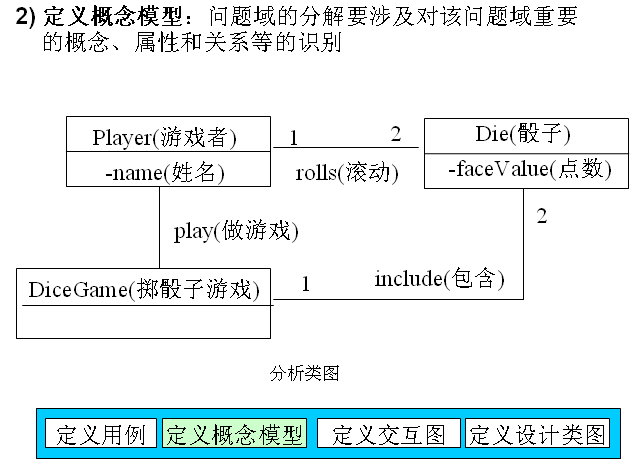 2) 定义概念模型：问题域的分解要涉及对该问题域重要
的概念、属性和关系等的识别
Player(游戏者)
-name(姓名)
1
2
rolls(滚动)
Die(骰子)
-faceValue(点数)
play(做游戏)
2
DiceGame(掷骰子游戏)
1
include(包含)
分析类图
定义用例
定义概念模型
定义交互图
定义设计类图